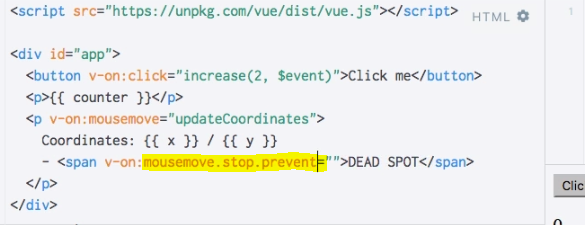 <script src="https://unpkg.com/vue/dist/vue.js"></script>
HTML
1
<div id="app">
<button v-on:click="increase(2, $event)">Click me</button>
<p>{{ counter }}</p>
<p v-on:mousemove="updateCoordinates">
Coordinates: {{ x }} / {{ y }}
- <span v-on:mousemove.stop.prevent="">DEAD SPOT</span>
</p>
</div>
Clic